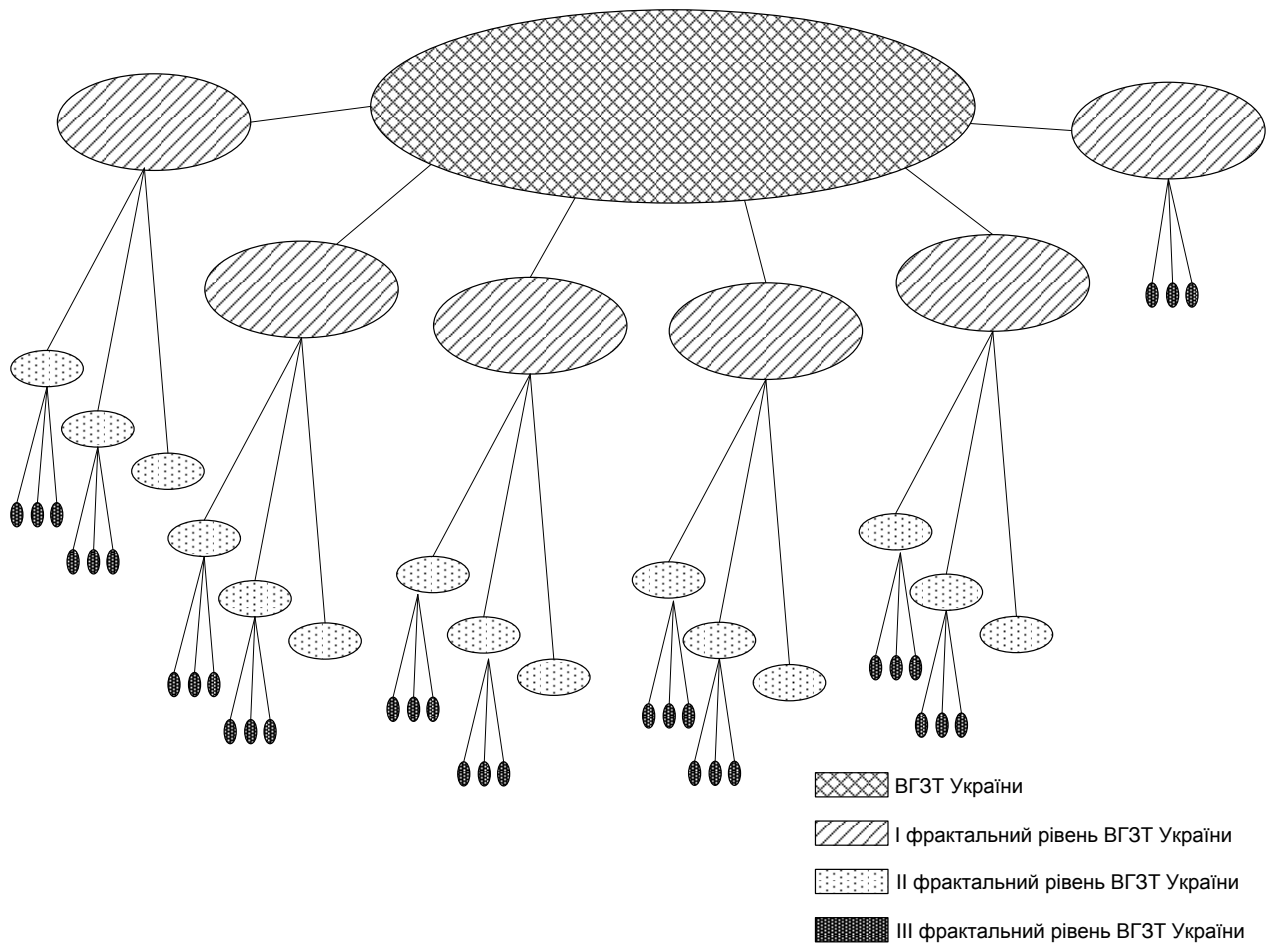 ВГЗТ України
І фрактальний рівень ВГЗТ України
ІІ фрактальний рівень ВГЗТ України
ІІІ фрактальний рівень ВГЗТ України